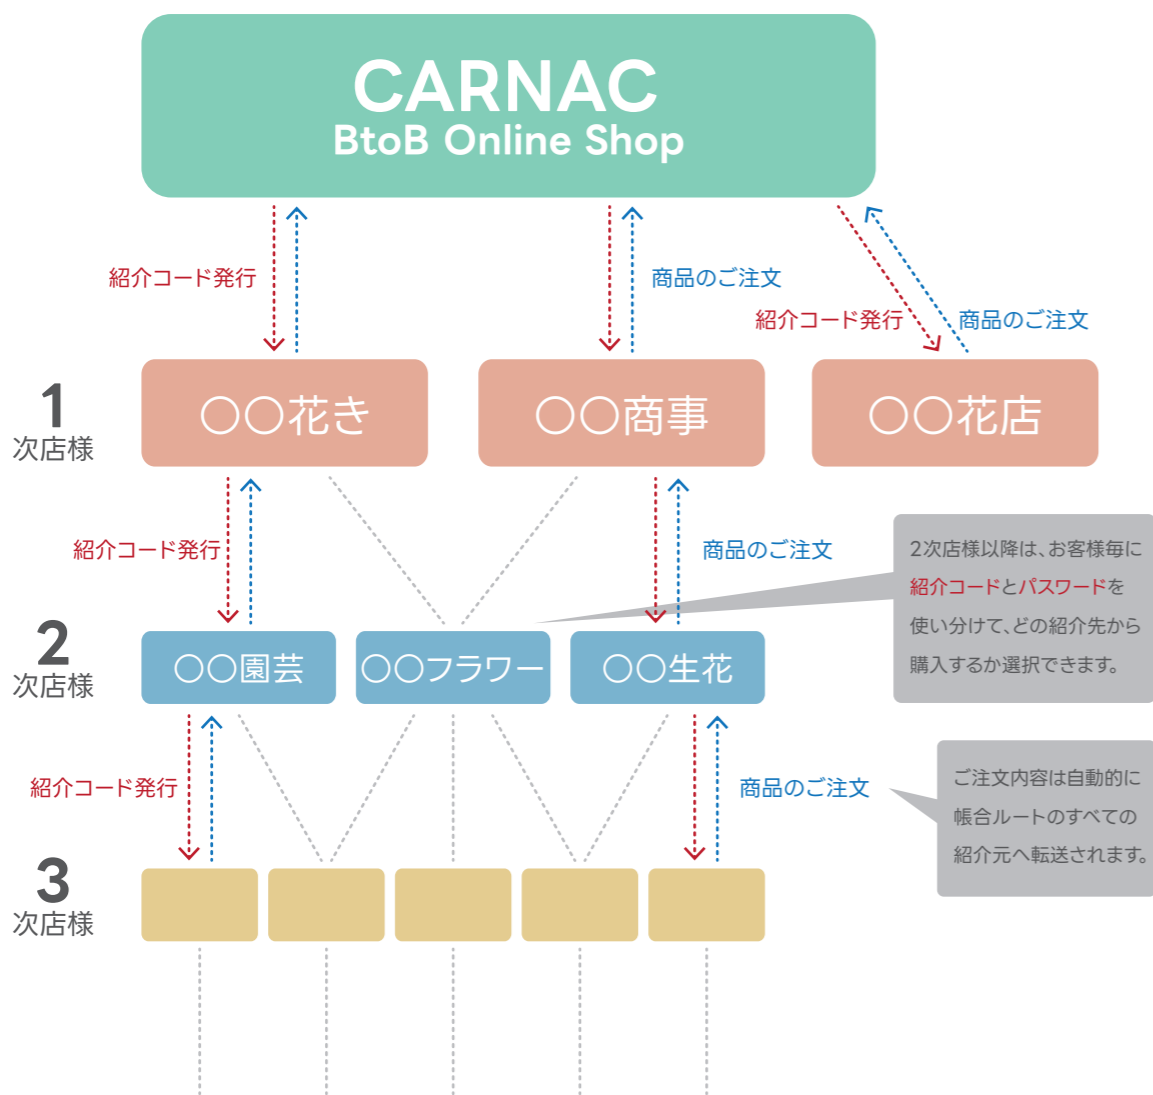 CARNAC
BtoB Online Shop
紹介コード発行
商品のご注文
紹介コード発行
商品のご注文
1
次店様
〇〇花き
〇〇商事
〇〇花店
紹介コード発行
商品のご注文
2次店様以降は、お客様毎に
紹介コードとパスワードを
使い分けて、どの紹介先から
購入するか選択できます。
2
次店様
〇〇園芸
〇〇フラワー
〇〇生花
紹介コード発行
商品のご注文
ご注文内容は自動的に
帳合ルートのすべての
紹介元へ転送されます。
3
次店様